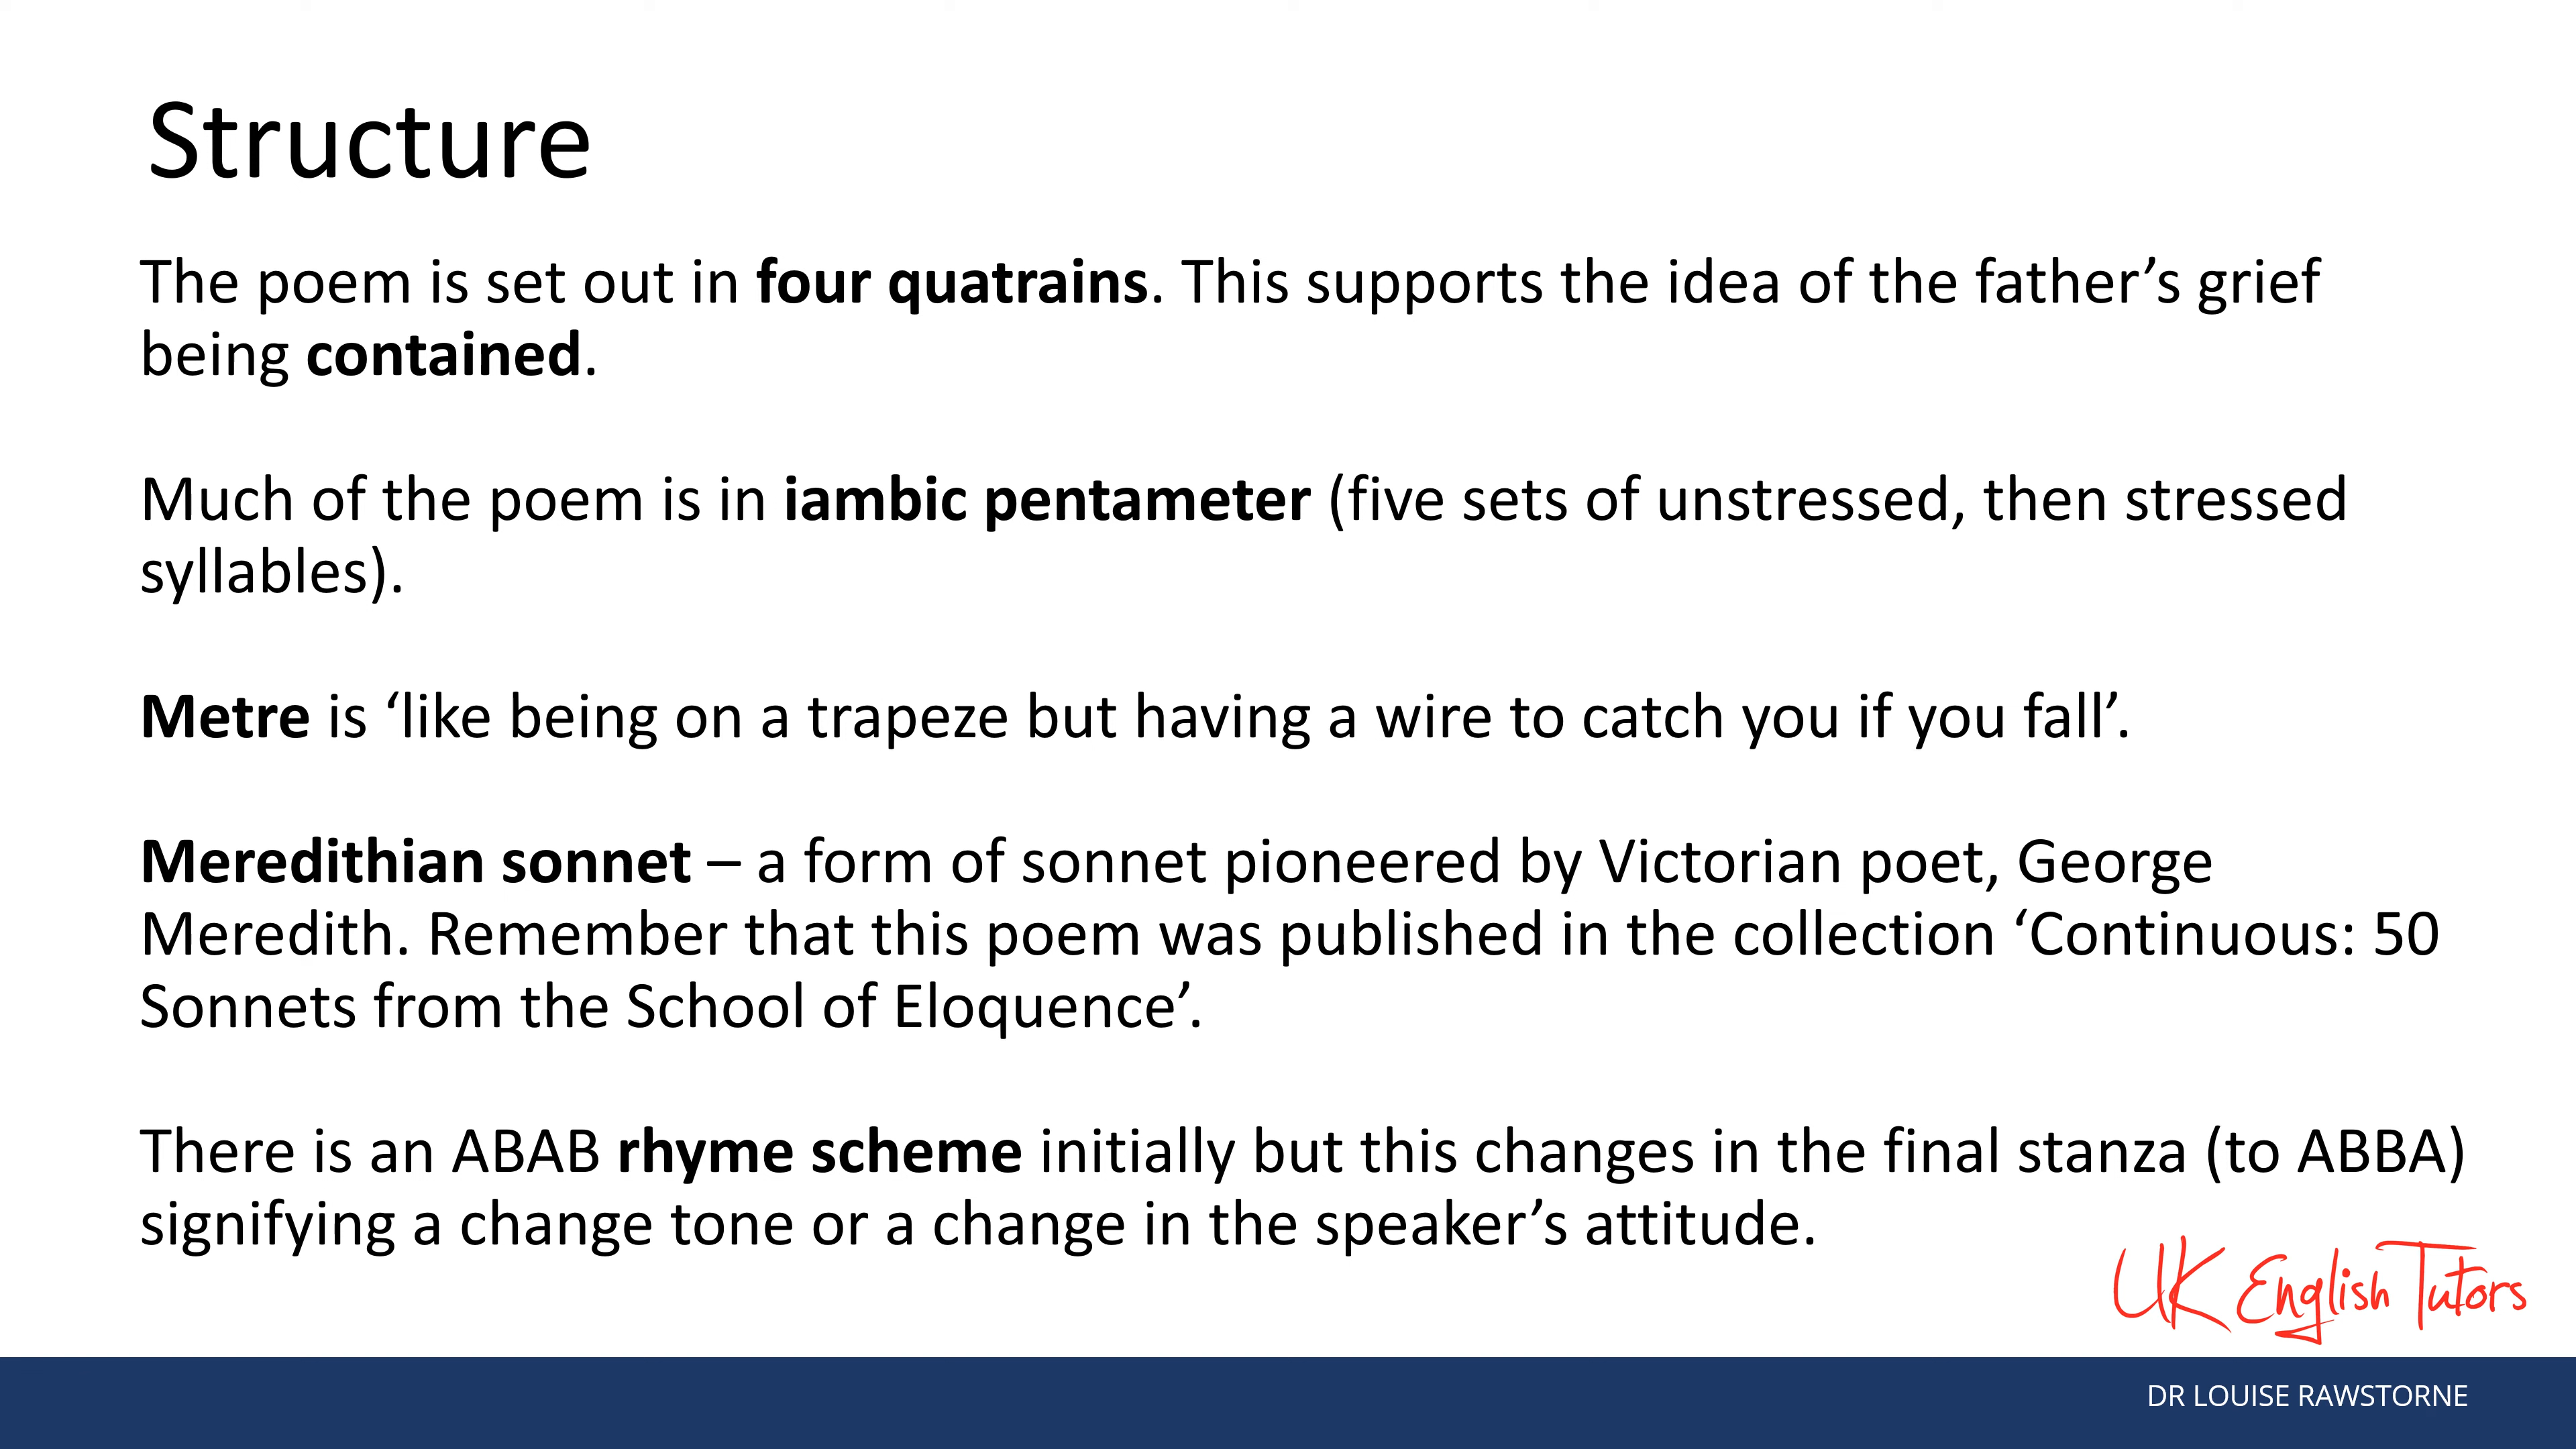 Structure
The poem is set out in four quatrains. This supports the idea of the father’s grief
being contained.
Much of the poem is in iambic pentameter (five sets of unstressed, then stressed
syllables).
Metre is ‘like being on a trapeze but having a wire to catch you if you fall’.
Meredithian sonnet – a form of sonnet pioneered by Victorian poet, George
Meredith. Remember that this poem was published in the collection ‘Continuous: 50
Sonnets from the School of Eloquence’.
There is an ABAB rhyme scheme initially but this changes in the final stanza (to ABBA)
signifying a change tone or a change in the speaker’s attitude.
UK English Tutors
DR LOUISE RAWSTORNE